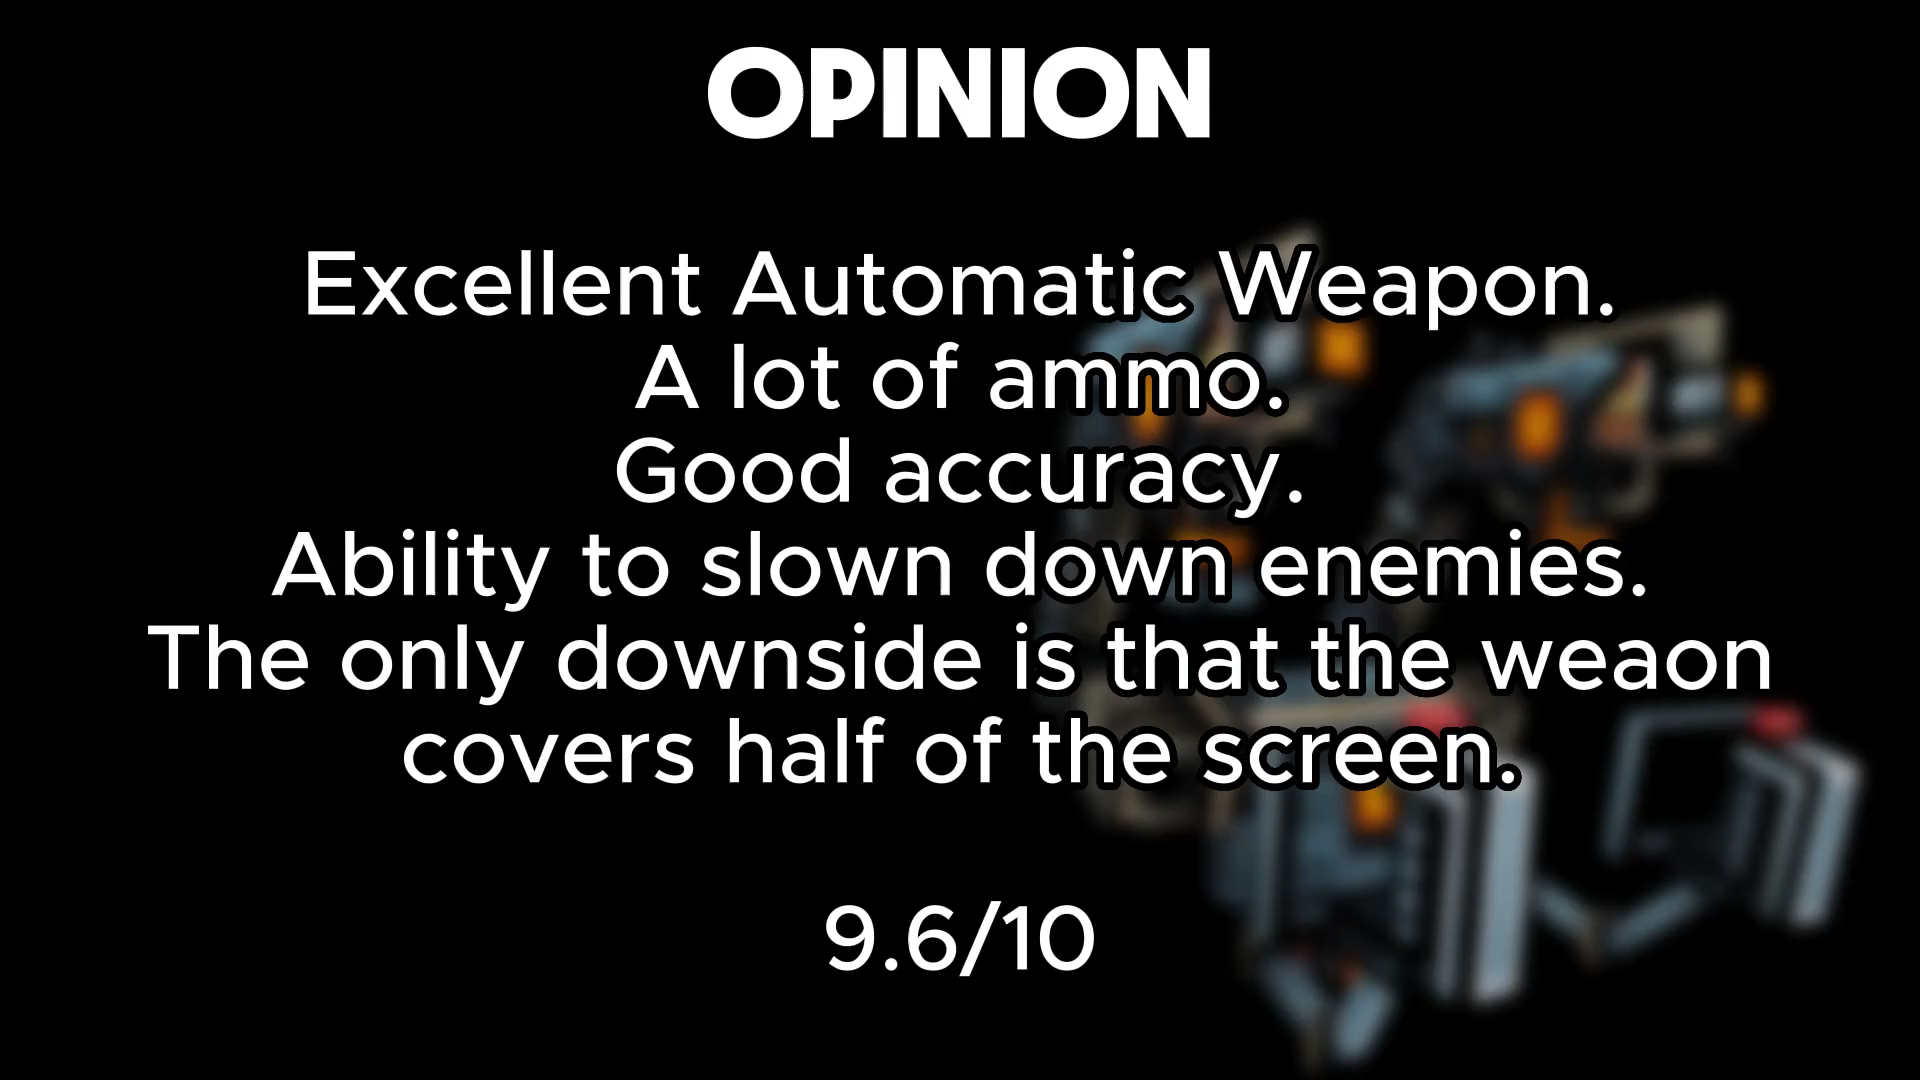 OPINION
Excellent Automatic Weapon.
A lot of ammo.
Good accuracy.
Ability to slown down enemies.
The only downside is that the weaon
covers half of the screen.
9.6/10